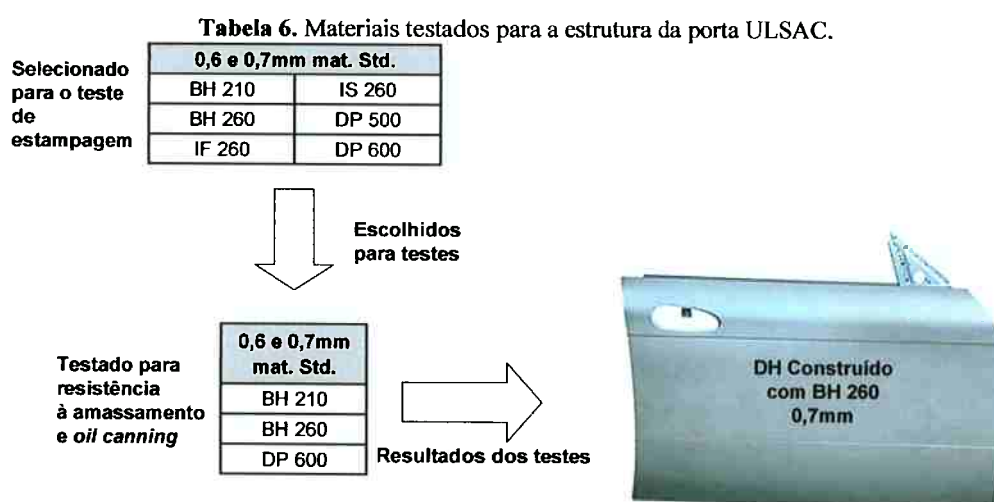 Tabela 6. Materiais testados para a estrutura da porta ULSAC.
Selecionado
para o teste
de
estampagem
0,6 e 0,7mm mat. Std.
BH 210 IS 260
BH 260 DP 500
IF 260 DP 600
Escolhidos
para testes
Testado para
resistência
à amassamento
e oil canning
0,6 e 0,7mm
mat. Std.
BH 210
BH 260
DP 600
Resultados dos testes
DH Construído
com BH 260
0,7mm